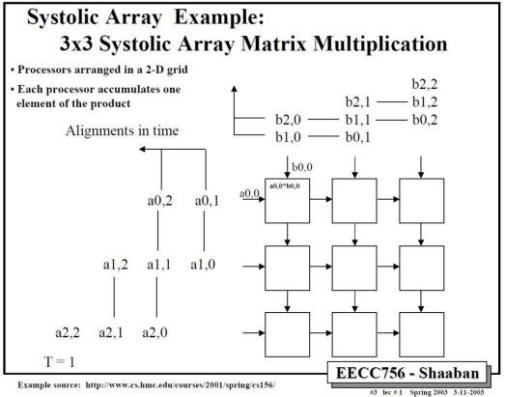 Systolic Array Example:
3x3 Systolic Array Matrix Multiplication
• Processors arranged in a 2-D grid
• Each processor accumulates one
element of the product
Alignments in time
b2,2
b2,1 b1,2
b2,0 b1,1 b0,2
b1,0 b0,1
b0,0
a0,2 a0,1 a0,0 a0,0*b0,0
a1,2 a1,1 a1,0
a2,2 a2,1 a2,0
T = 1
EECC756 - Shaaban
Example source: http://www.cs.hmc.edu/courses/2001/spring/cs156/
#3 lec # 1 Spring 2003 3-11-2003